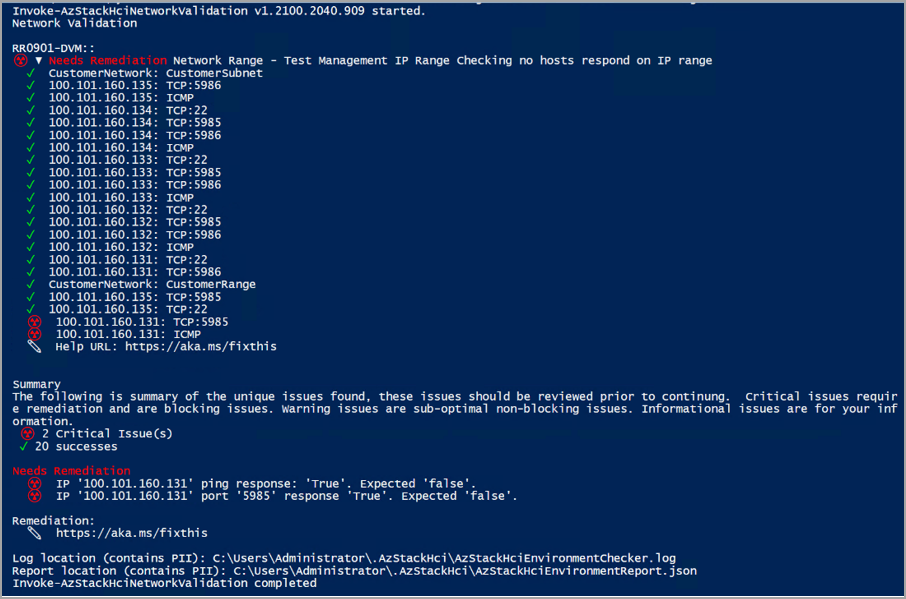 Invoke-AzStackHciNetworkValidation v1.2100.2040.909 started.
Network Validation
RR0901-DVM::
▼ Needs Remediation Network Range - Test Management IP Range Checking no hosts respond on IP range
✓ CustomerNetwork: CustomerSubnet
✓ 100.101.160.135: TCP:5986
✓ 100.101.160.135: ICMP
✓ 100.101.160.134: TCP:22
✓ 100.101.160.134: TCP:5985
✓ 100.101.160.134: TCP:5986
✓ 100.101.160.134: ICMP
✓ 100.101.160.133: TCP:22
✓ 100.101.160.133: TCP:5985
✓ 100.101.160.133: TCP:5986
✓ 100.101.160.133: ICMP
✓ 100.101.160.132: TCP:22
✓ 100.101.160.132: TCP:5985
✓ 100.101.160.132: TCP:5986
✓ 100.101.160.132: ICMP
✓ 100.101.160.131: TCP:22
✓ 100.101.160.131: TCP:5986
✓ CustomerNetwork: CustomerRange
✓ 100.101.160.135: TCP:5985
✓ 100.101.160.135: TCP:22
100.101.160.131: TCP:5985
100.101.160.131: ICMP
Help URL: https://aka.ms/fixthis
Summary
The following is summary of the unique issues found, these issues should be reviewed prior to continung.  Critical issues requir
e remediation and are blocking issues. Warning issues are sub-optimal non-blocking issues. Informational issues are for your inf
ormation.
2 Critical Issue(s)
✓ 20 successes
Needs Remediation
IP '100.101.160.131' ping response: 'True'. Expected 'false'.
IP '100.101.160.131' port '5985' response 'True'. Expected 'false'.
Remediation:
https://aka.ms/fixthis
Log location (contains PII): C:\Users\Administrator\.AzStackHci\AzStackHciEnvironmentChecker.log
Report location (contains PII): C:\Users\Administrator\.AzStackHci\AzStackHciEnvironmentReport.json
Invoke-AzStackHciNetworkValidation completed